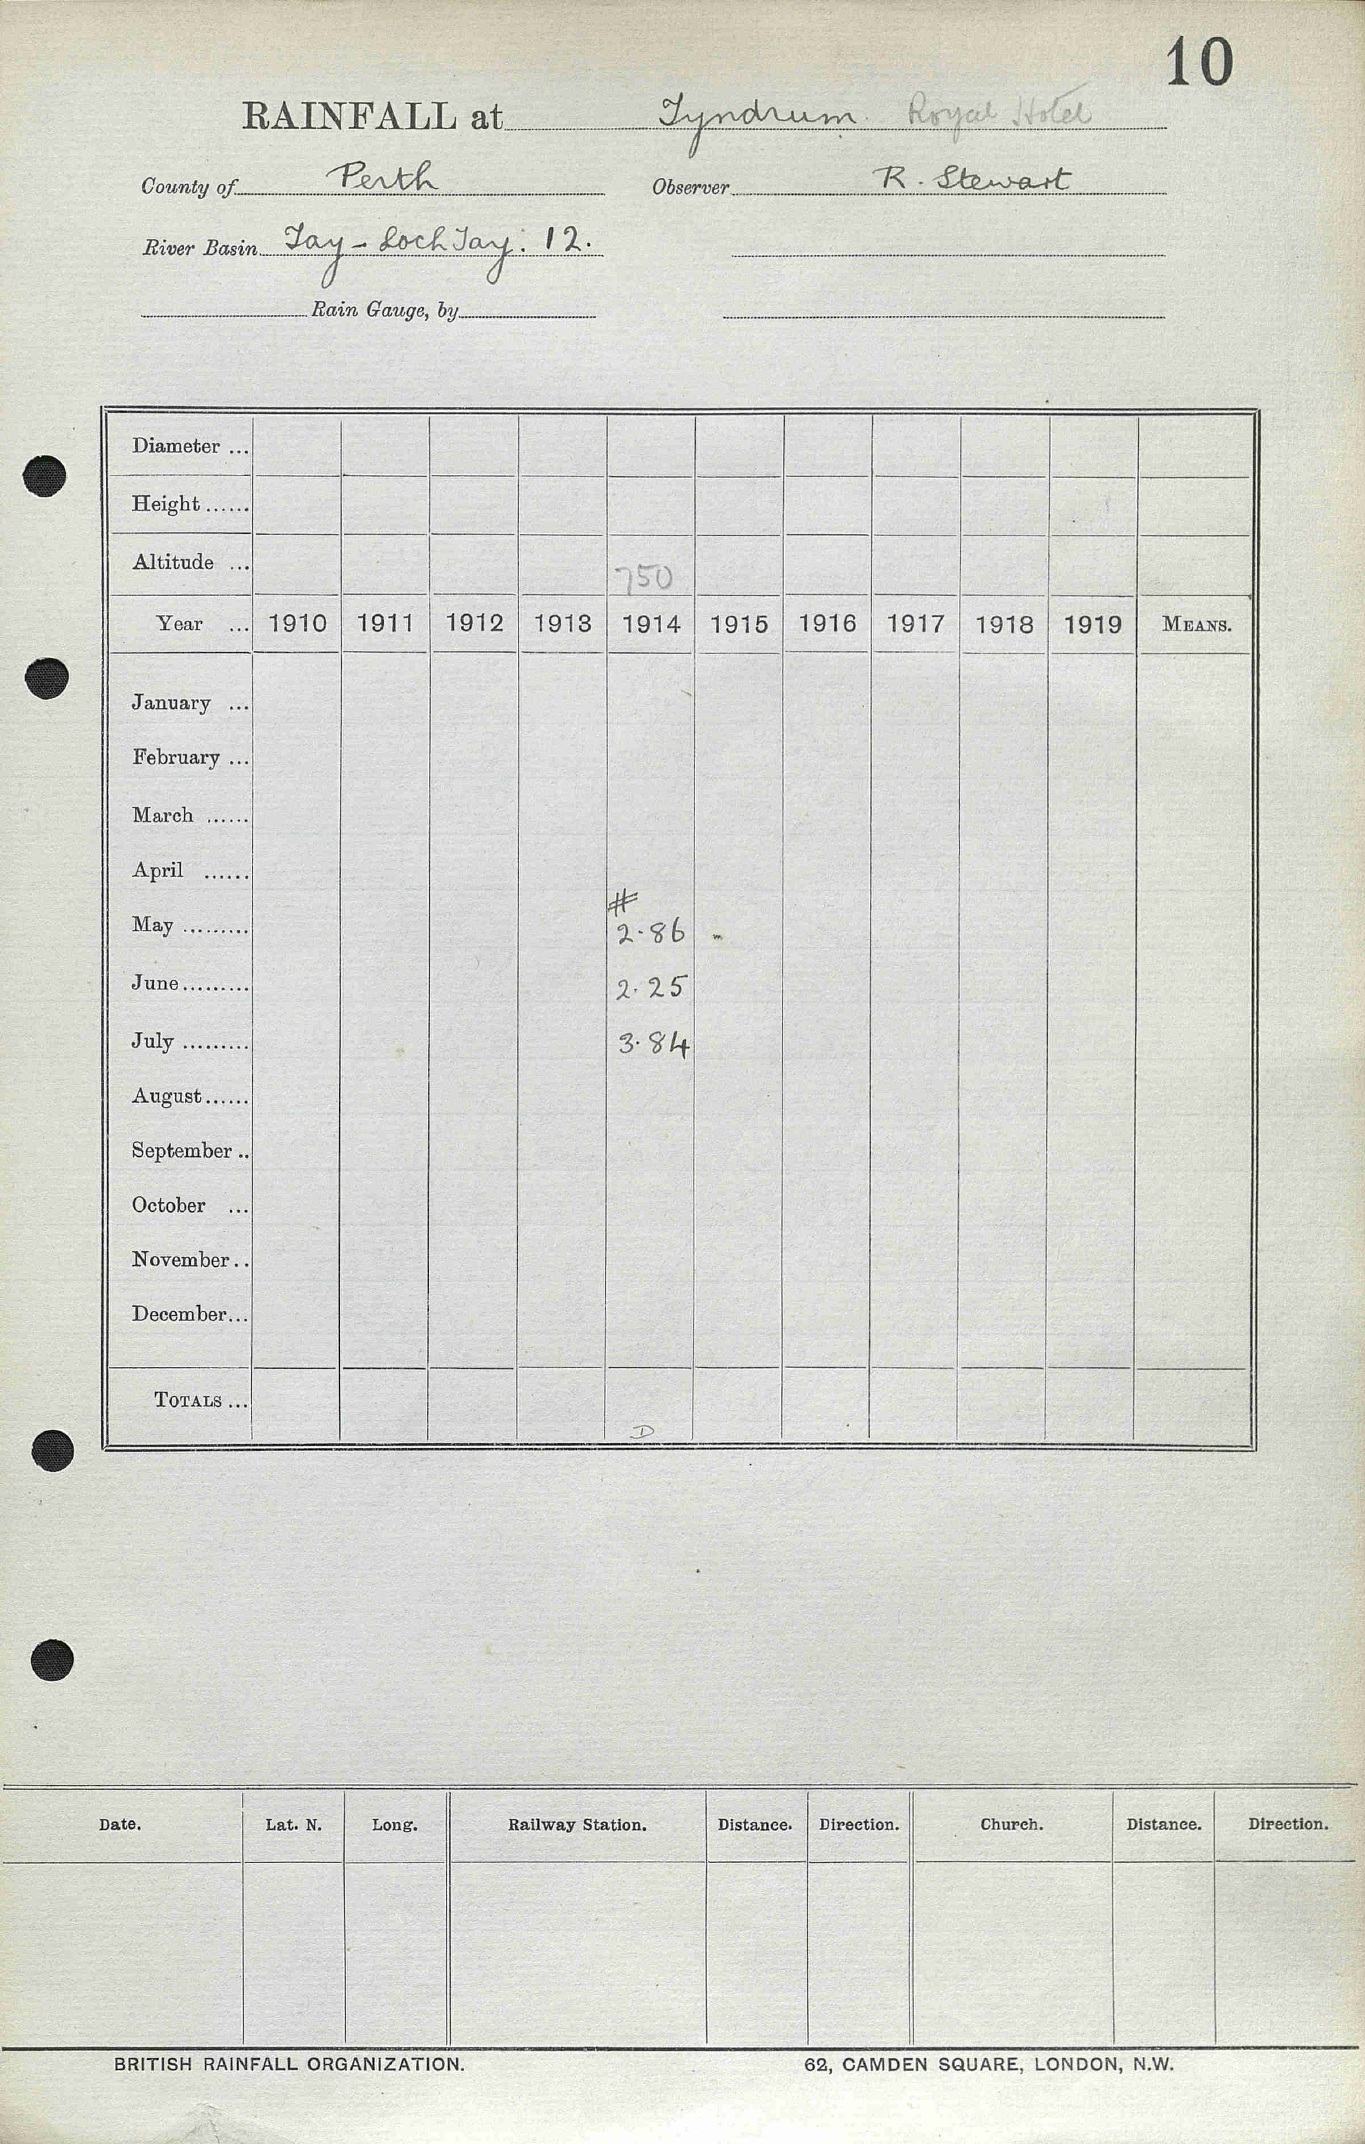 10
RAINFALL at Tyndrum. Royal Hotel
County of Perth Observer R. Stewart
River Basin Tay - Loch Tay: 12.
Rain Gauge, by
Diameter ...
Height ......
Altitude ... 750
Year ... 1910 1911 1912 1913 1914 1915 1916 1917 1918 1919 MEANS.
January ...
February ...
March ......
April ......
#
May ......... 2.86
June......... 2.25
July ......... 3.84
August......
September ..
October ...
November..
December...
TOTALS ...
D
Date. Lat. N. Long. Railway Station. Distance. Direction. Church. Distance. Direction.
BRITISH RAINFALL ORGANIZATION. 62, CAMDEN SQUARE, LONDON, N.W.